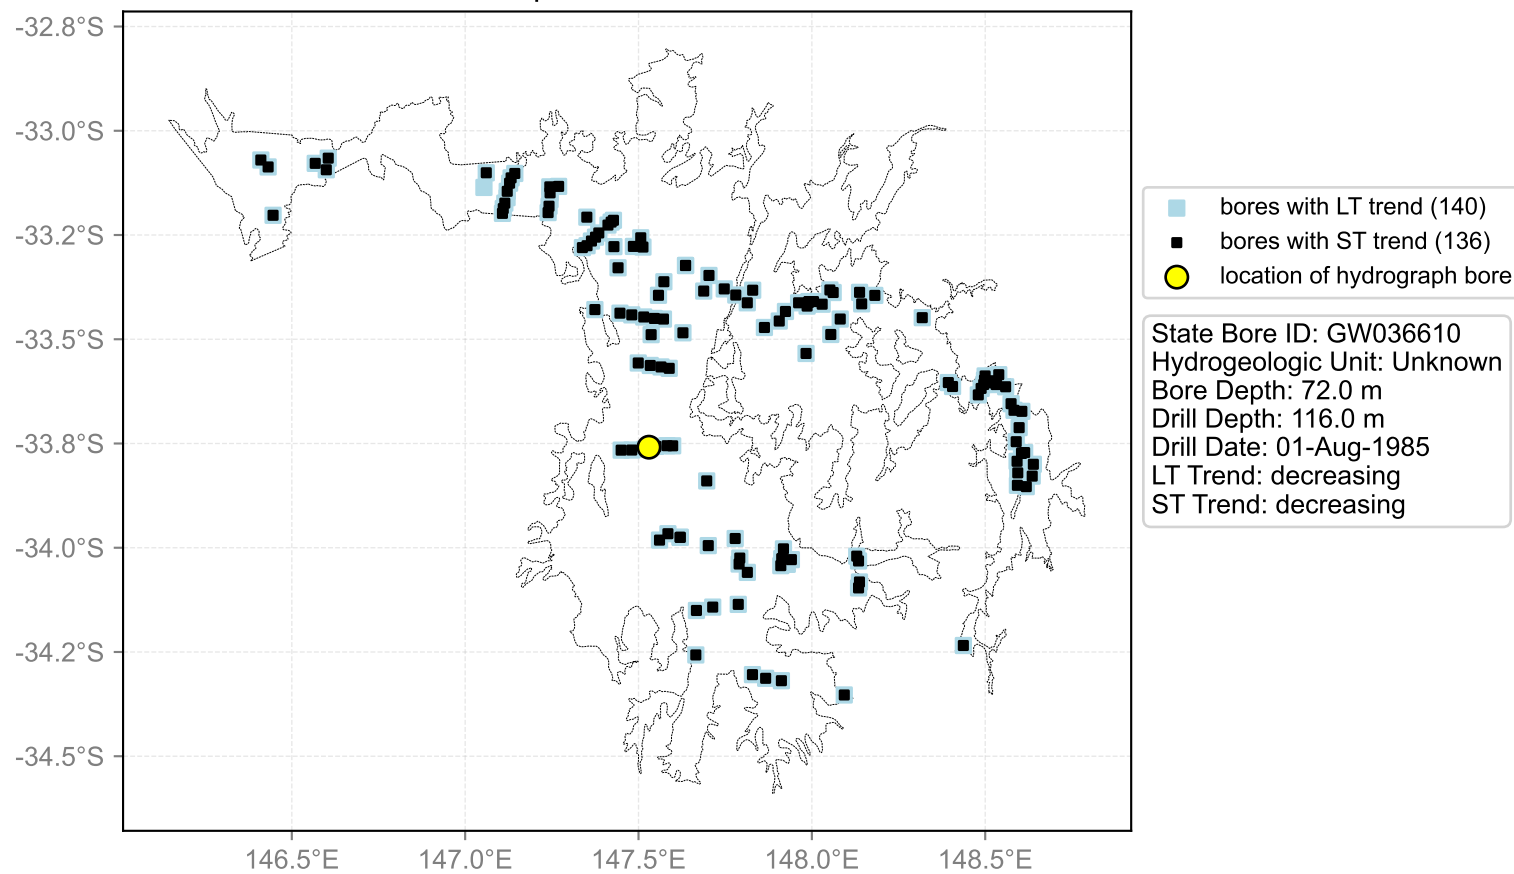 -32.8°S
-33.0°S
-33.2°S
-33.5°S
-33.8°S
-34.0°S
-34.2°S
-34.5°S
146.5°E
147.0°E
147.5°E
148.0°E
148.5°E
bores with LT trend (140)
bores with ST trend (136)
location of hydrograph bore
State Bore ID: GW036610
Hydrogeologic Unit: Unknown
Bore Depth: 72.0 m
Drill Depth: 116.0 m
Drill Date: 01-Aug-1985
LT Trend: decreasing
ST Trend: decreasing